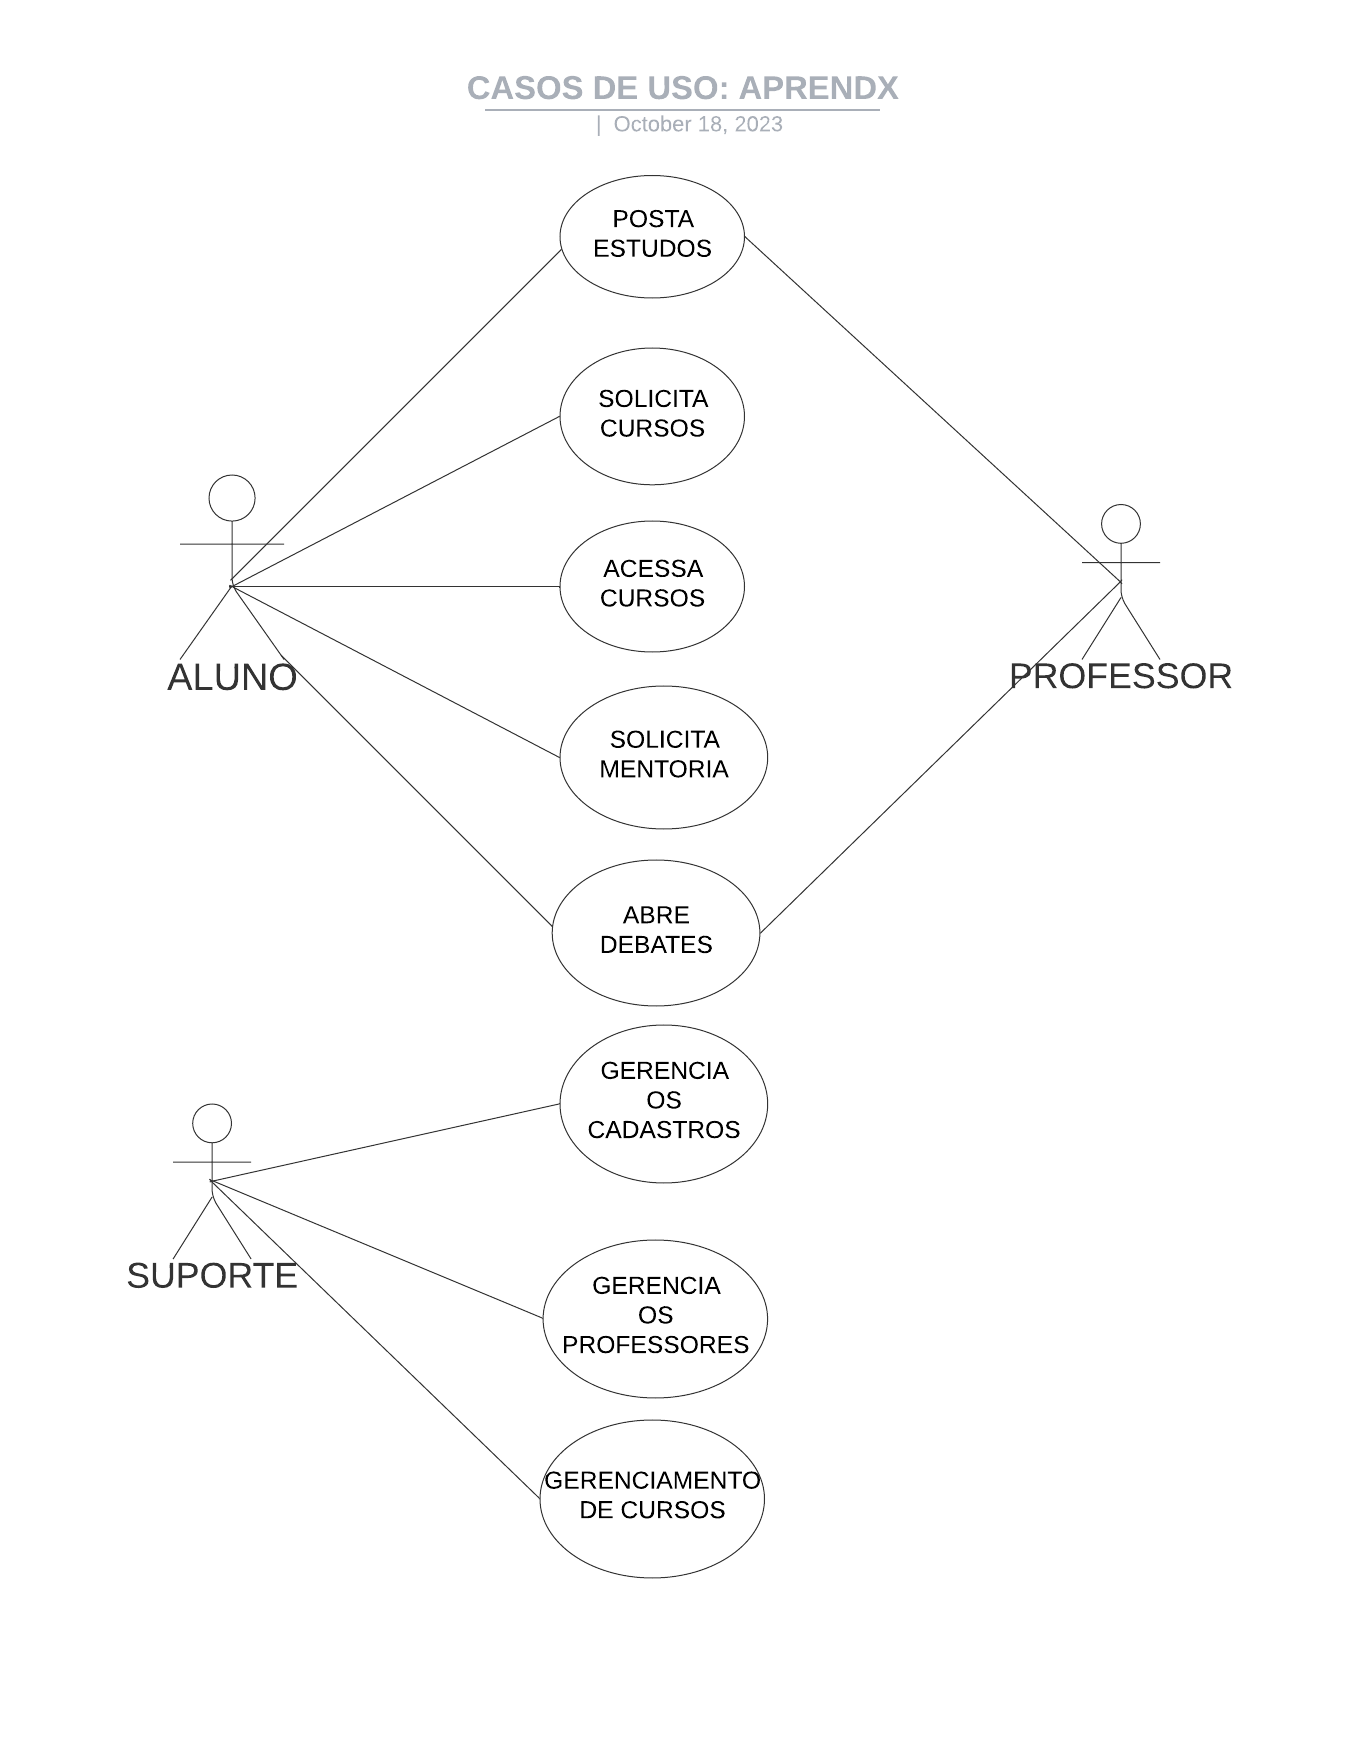 CASOS DE USO: APRENDX
| October 18, 2023
POSTA
ESTUDOS
SOLICITA
CURSOS
ACESSA
CURSOS
ALUNO
PROFESSOR
SOLICITA
MENTORIA
ABRE
DEBATES
GERENCIA
OS
CADASTROS
SUPORTE
GERENCIA
OS
PROFESSORES
GERENCIAMENTO
DE CURSOS